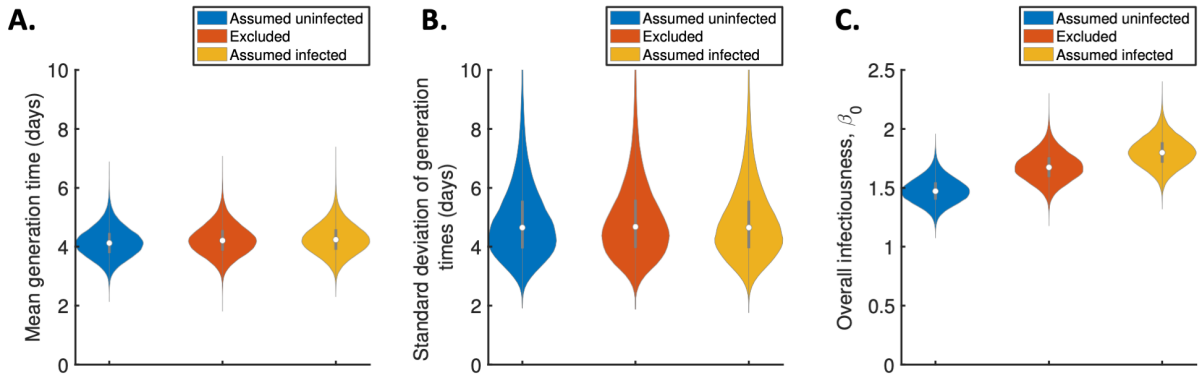 A.
Assumed uninfected
Excluded
Assumed infected
10
8
6
4
2
0
Mean generation time (days)
B.
Assumed uninfected
Excluded
Assumed infected
10
8
6
4
2
0
Standard deviation of generation
times (days)
C.
Assumed uninfected
Excluded
Assumed infected
2.5
2
1.5
1
0.5
0
Overall infectiousness, β₀